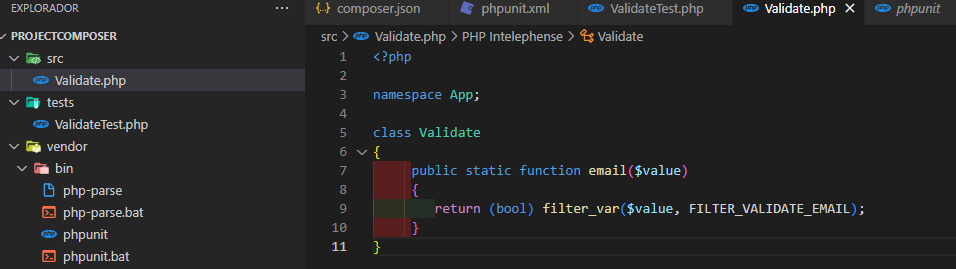 EXPLORADOR
PROJECTCOMPOSER
src
Validate.php
tests
ValidateTest.php
vendor
bin
php-parse
php-parse.bat
phpunit
phpunit.bat
composer.json phpunit.xml ValidateTest.php Validate.php phpunit
src > Validate.php > PHP Intelephense > Validate
1 <?php
2
3 namespace App;
4
5 class Validate
6 {
7 public static function email($value)
8 {
9 return (bool) filter_var($value, FILTER_VALIDATE_EMAIL);
10 }
11 }